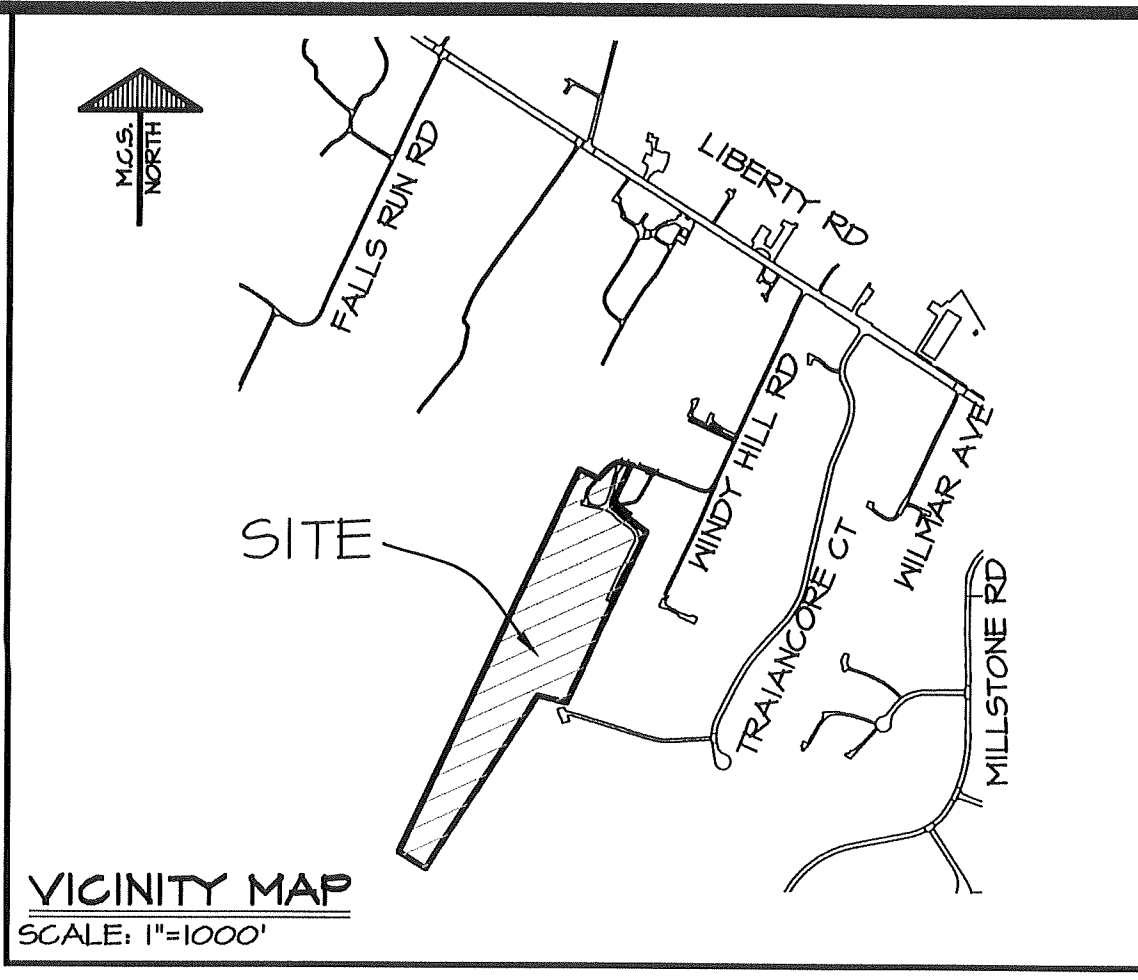 M.C.S.
NORTH
FALLS RUN RD
LIBERTY RD
WINDY HILL RD
TRAIANCORE CT
WILMAR AVE
MILLSTONE RD
SITE
VICINITY MAP
SCALE: 1"=1000'